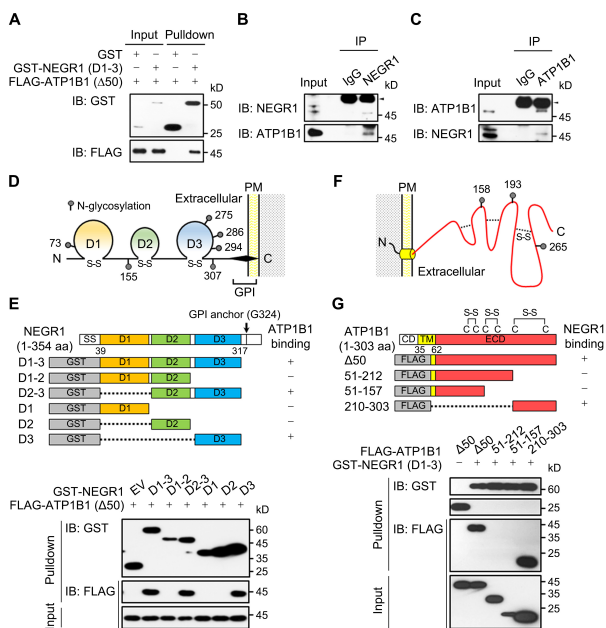 A
Input Pulldown
GST + − + −
GST-NEGR1 (D1-3) − + − +
FLAG-ATP1B1 (Δ50) + + + +
kD
IB: GST
50
25
IB: FLAG
45
B
IP
Input IgG NEGR1
kD
IB: NEGR1
45
IB: ATP1B1
45
C
IP
Input IgG ATP1B1
kD
IB: ATP1B1
45
IB: NEGR1
45
D
N-glycosylation
Extracellular PM
275
286
294
73
D1 D2 D3
N C
S-S S-S S-S
155 307
GPI
F
PM
158 193
N
S-S
C
265
Extracellular
E
GPI anchor (G324)
NEGR1 (1-354 aa)
SS D1 D2 D3
39 317
ATP1B1 binding
D1-3 GST +
D1-2 GST −
D2-3 GST +
D1 GST D1 −
D2 GST D2 −
D3 GST D3 +
GST-NEGR1 EV D1-3 D1-2 D2-3 D1 D2 D3
FLAG-ATP1B1 (Δ50) + + + + + + +
kD
Pulldown
IB: GST
60
45
35
25
IB: FLAG
45
Input
45
G
S-S S-S S-S
C C C C C C
ATP1B1 (1-303 aa)
CD TM ECD
35 62
NEGR1 binding
Δ50 FLAG +
51-212 FLAG −
51-157 FLAG −
210-303 FLAG +
FLAG-ATP1B1 Δ50 Δ50 51-212 51-157 210-303
GST-NEGR1 (D1-3) − + + + +
kD
Pulldown
IB: GST
60
25
IB: FLAG
45
35
25
Input
45
35
25